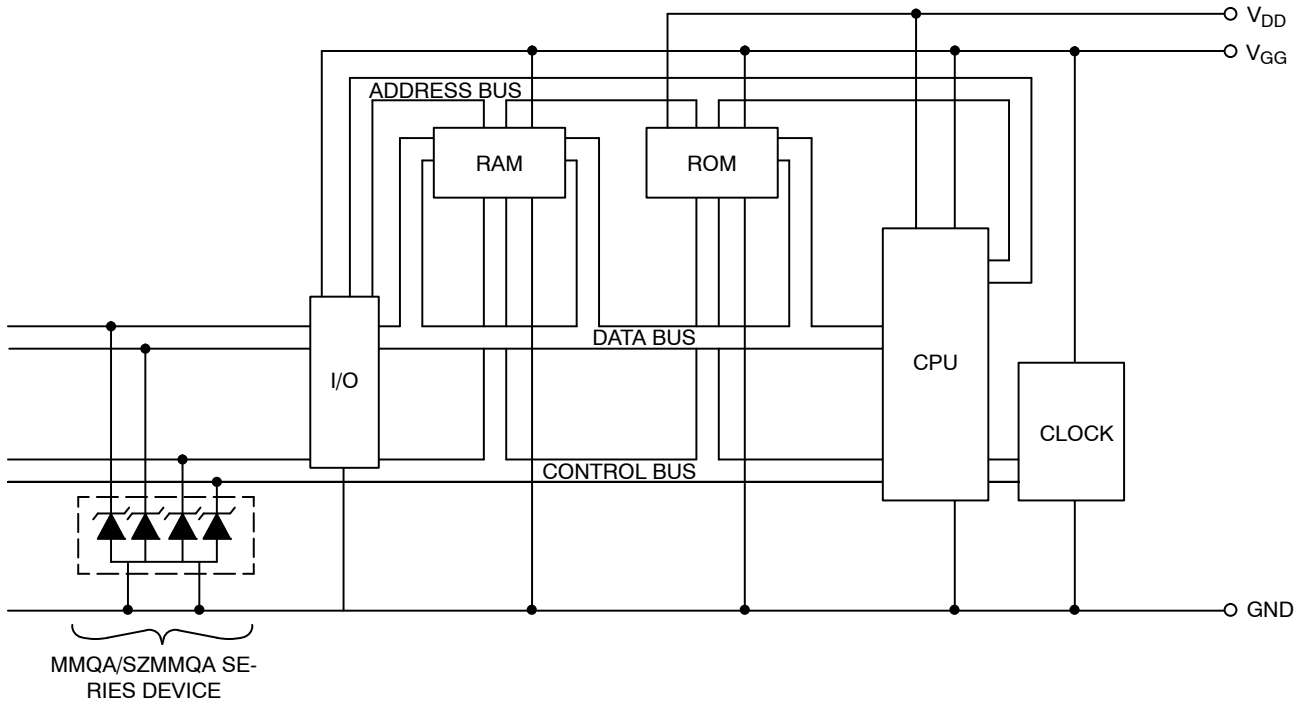 V_DD
V_GG
ADDRESS BUS
RAM
ROM
DATA BUS
CPU
I/O
CLOCK
CONTROL BUS
GND
MMQA/SZMMQA SE-
RIES DEVICE